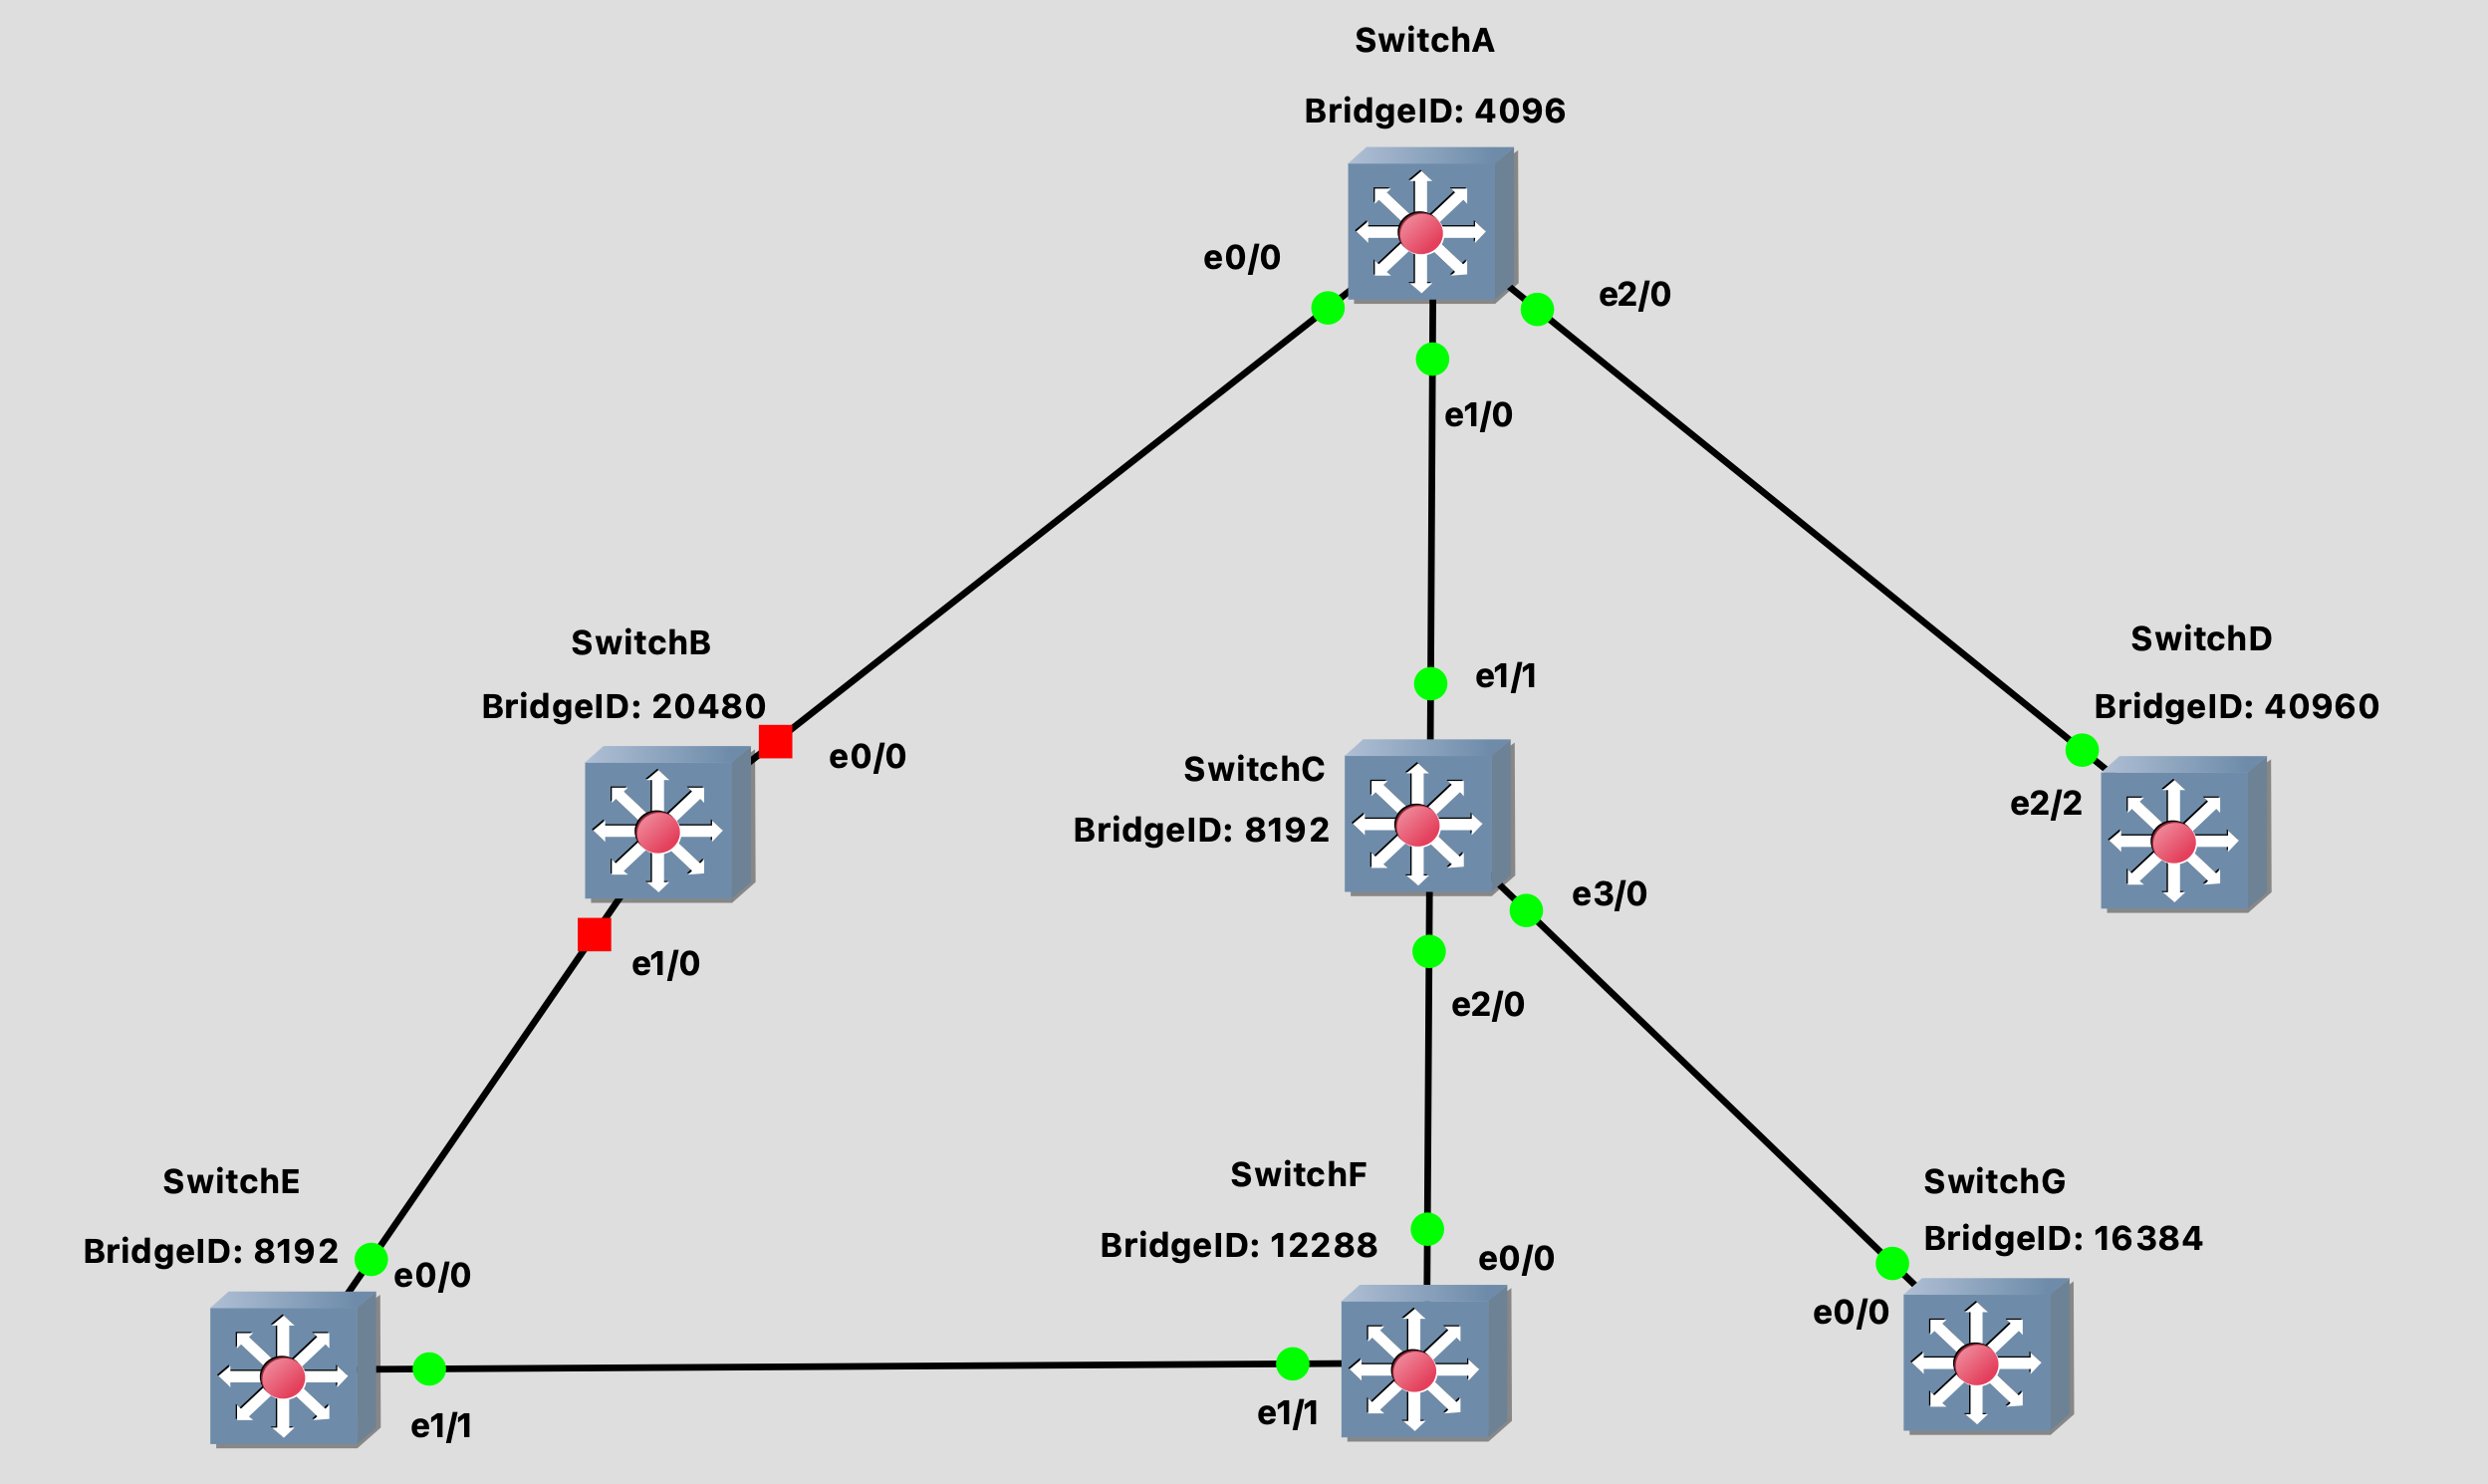 SwitchA
BridgeID: 4096
e0/0
e2/0
e1/0
SwitchB
BridgeID: 20480
e0/0
e1/0
e1/1
SwitchC
BridgeID: 8192
e3/0
e2/0
SwitchD
BridgeID: 40960
e2/2
SwitchE
BridgeID: 8192
e0/0
e1/1
SwitchF
BridgeID: 12288
e0/0
e1/1
SwitchG
BridgeID: 16384
e0/0